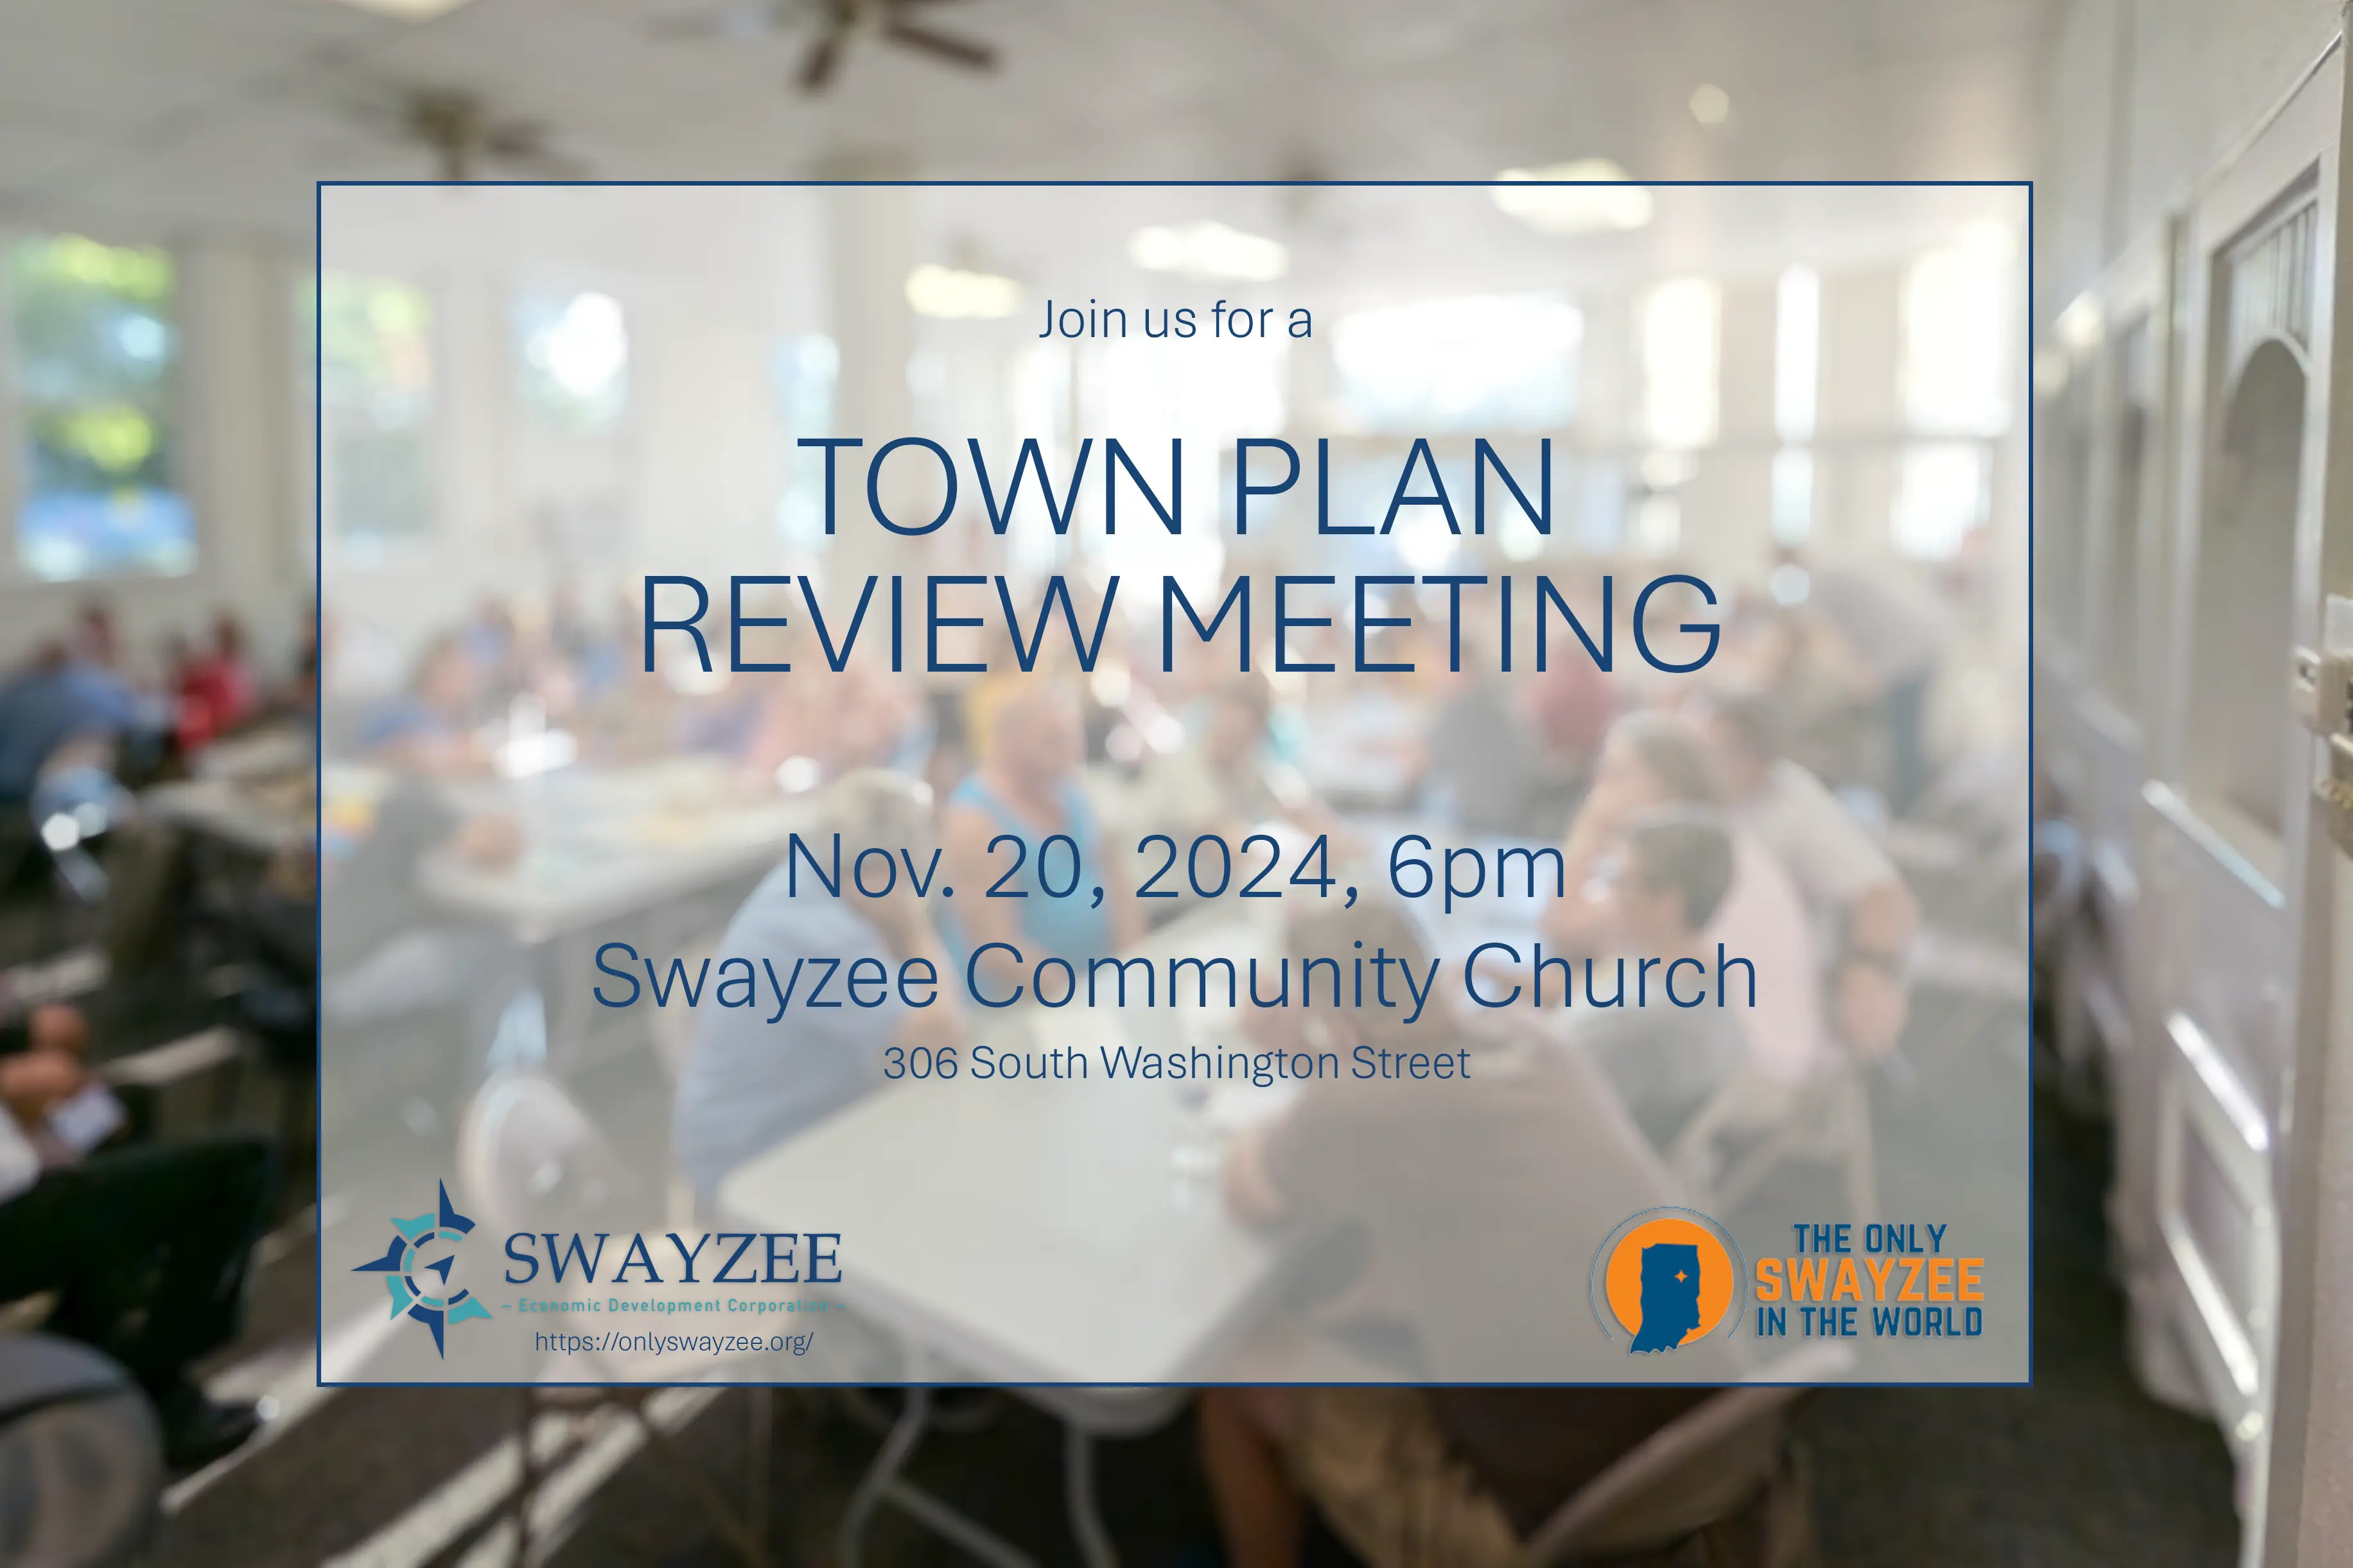 Join us for a
TOWN PLAN
REVIEW MEETING
Nov. 20, 2024, 6pm
Swayzee Community Church
306 South Washington Street
SWAYZEE
- Economic Development Corporation -
https://onlyswayzee.org/
THE ONLY
SWAYZEE
IN THE WORLD